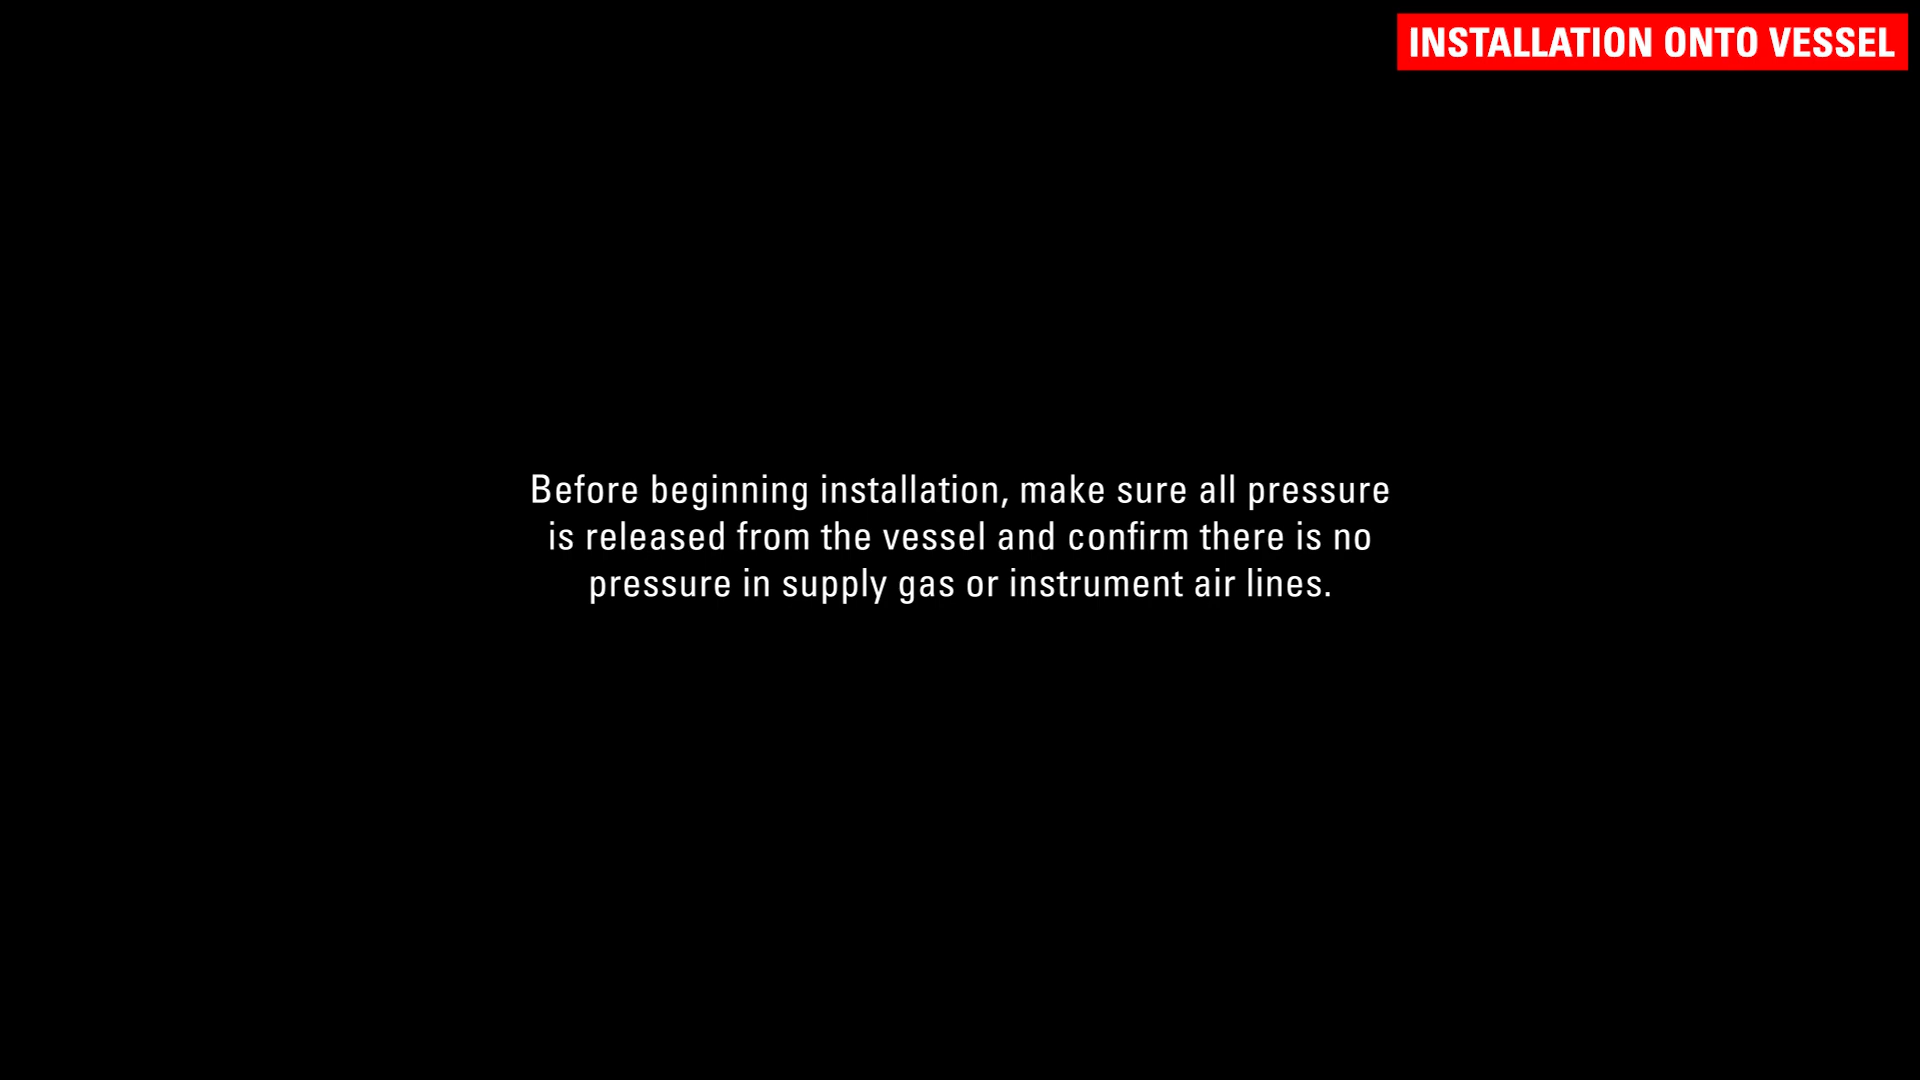 INSTALLATION ONTO VESSEL
Before beginning installation, make sure all pressure
is released from the vessel and confirm there is no
pressure in supply gas or instrument air lines.